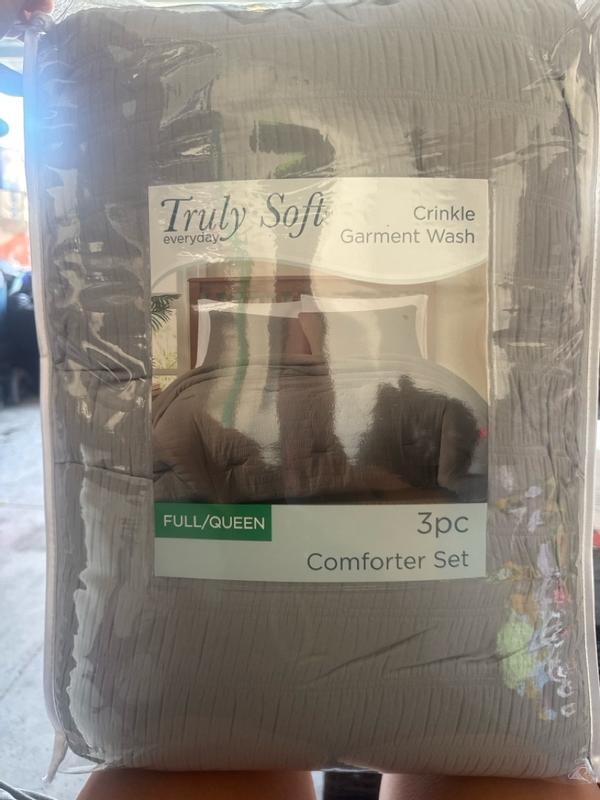 Truly Soft
everyday
Crinkle
Garment Wash
FULL/QUEEN
3pc
Comforter Set